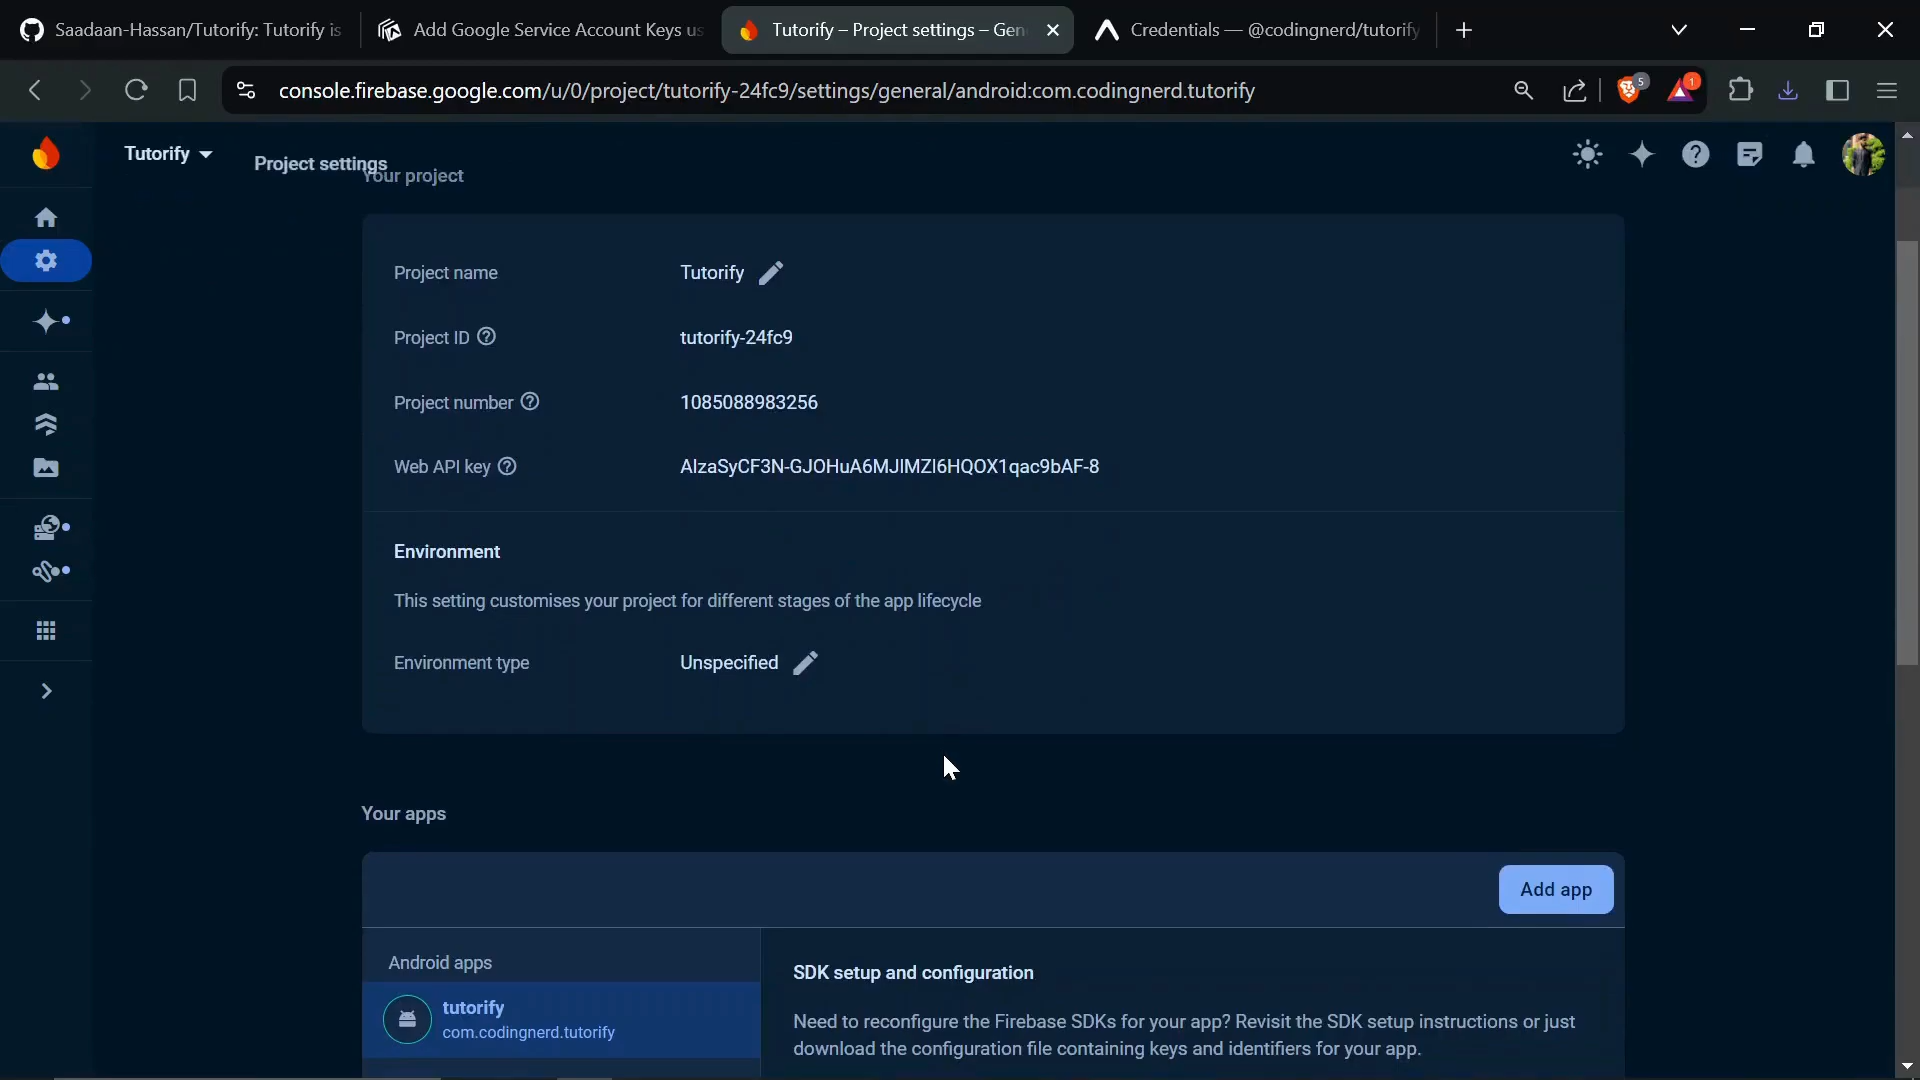 Saadaan-Hassan/Tutorify: Tutorify is
Add Google Service Account Keys us
Tutorify – Project settings – Gen
Credentials — @codingnerd/tutorify
console.firebase.google.com/u/0/project/tutorify-24fc9/settings/general/android:com.codingnerd.tutorify
5
1
Tutorify
Project settings
Your project
Project name
Tutorify
Project ID
tutorify-24fc9
Project number
1085088983256
Web API key
AIzaSyCF3N-GJOHuA6MJIMZI6HQOX1qac9bAF-8
Environment
This setting customises your project for different stages of the app lifecycle
Environment type
Unspecified
Your apps
Add app
Android apps
tutorify
com.codingnerd.tutorify
SDK setup and configuration
Need to reconfigure the Firebase SDKs for your app? Revisit the SDK setup instructions or just
download the configuration file containing keys and identifiers for your app.